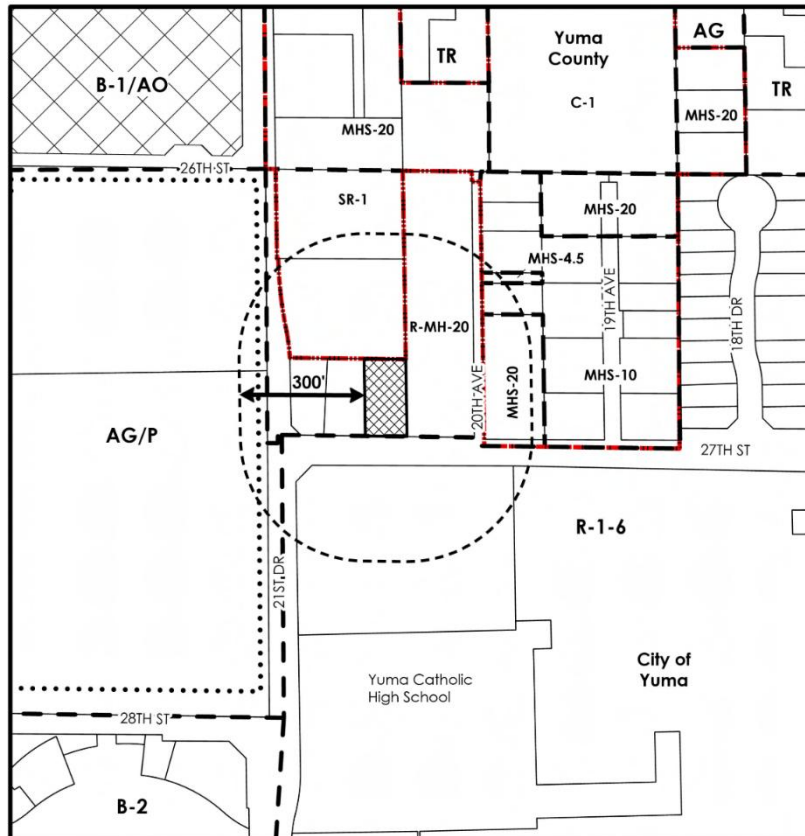 Yuma
County
C-1
AG
TR
TR
B-1/AO
MHS-20
MHS-20
26TH ST
SR-1
MHS-20
MHS-4.5
19TH AVE
18TH DR
R-MH-20
300'
20TH AVE
MHS-20
MHS-10
AG/P
27TH ST
R-1-6
21ST DR
City of
Yuma
Yuma Catholic
High School
28TH ST
B-2